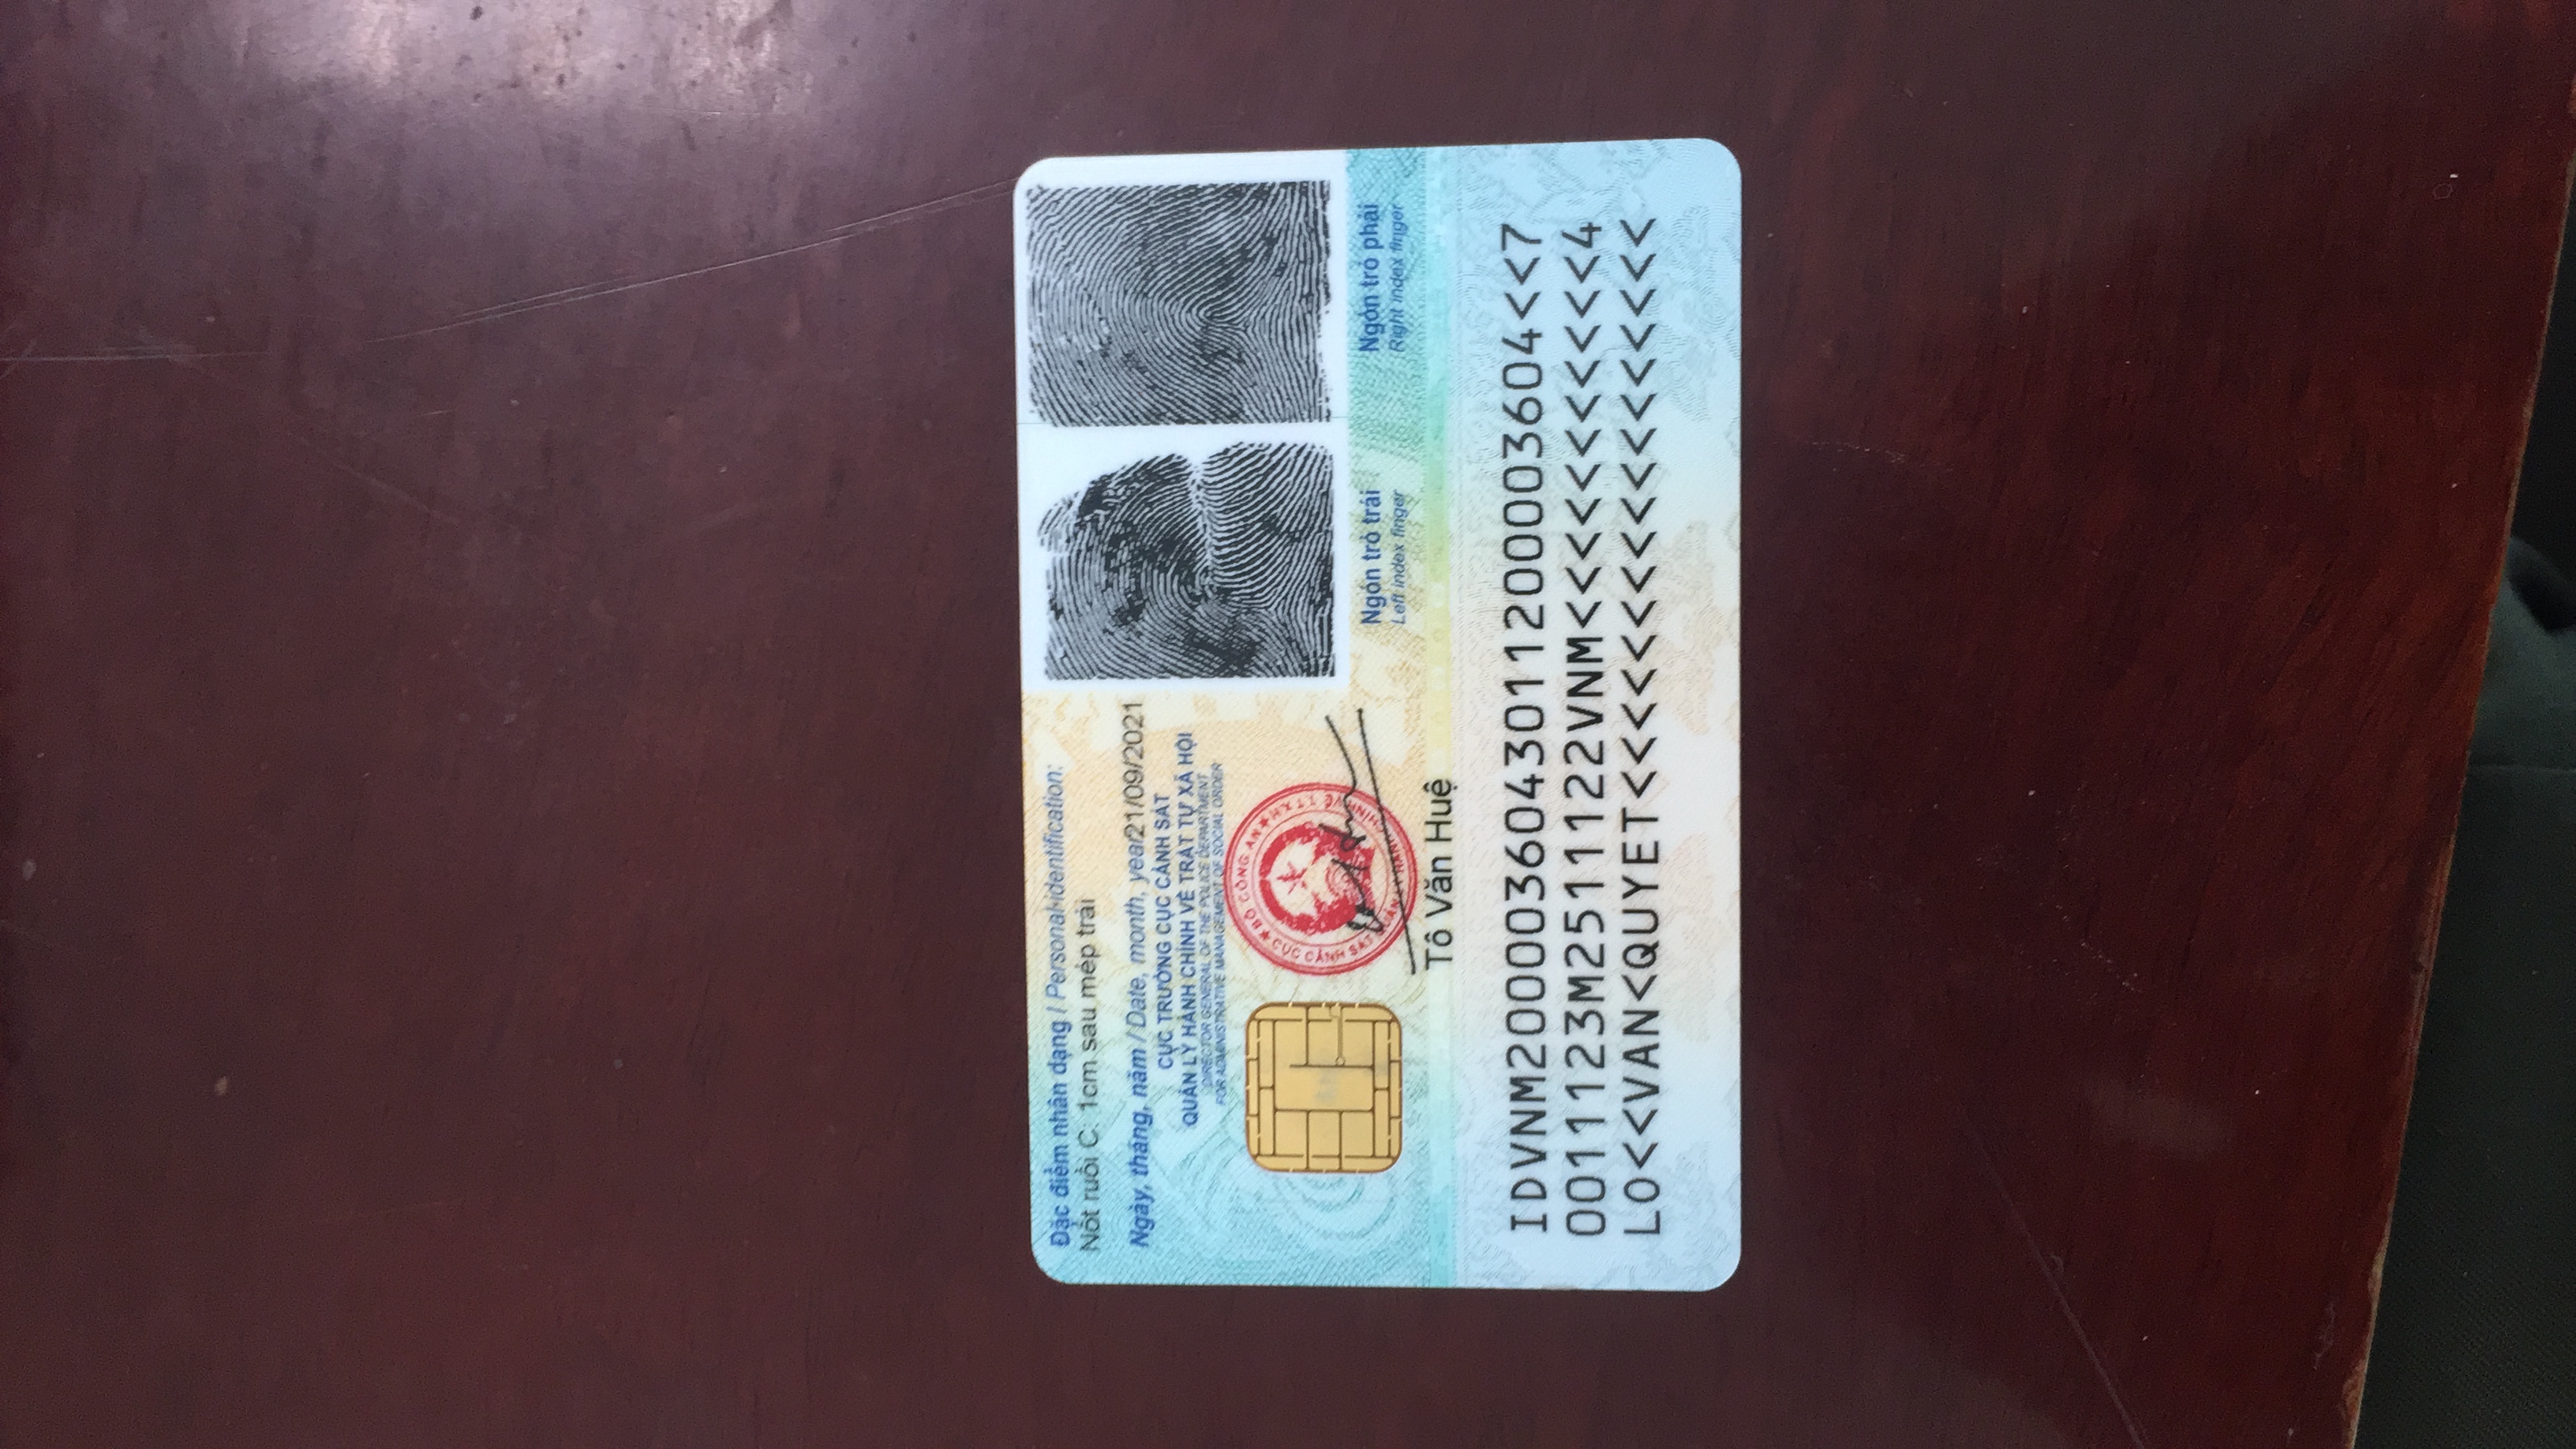 Đặc điểm nhân dạng / Personal identification:
Nốt ruồi C: 1cm sau mép trái
Ngày, tháng, năm / Date, month, year 21/09/2021
CỤC TRƯỞNG CỤC CẢNH SÁT
QUẢN LÝ HÀNH CHÍNH VỀ TRẬT TỰ XÃ HỘI
DIRECTOR GENERAL OF THE POLICE DEPARTMENT
FOR ADMINISTRATIVE MANAGEMENT OF SOCIAL ORDER
BỘ CÔNG AN
CỤC CẢNH SÁT QUẢN LÝ HÀNH CHÍNH VỀ TTXH
Tô Văn Huệ
Ngón trỏ trái
Left index finger
Ngón trỏ phải
Right index finger
IDVNM2000036043011200003604<<7
0011123M2511122VNM<<<<<<<<<<<4
LO<<VAN<QUYET<<<<<<<<<<<<<<<<<